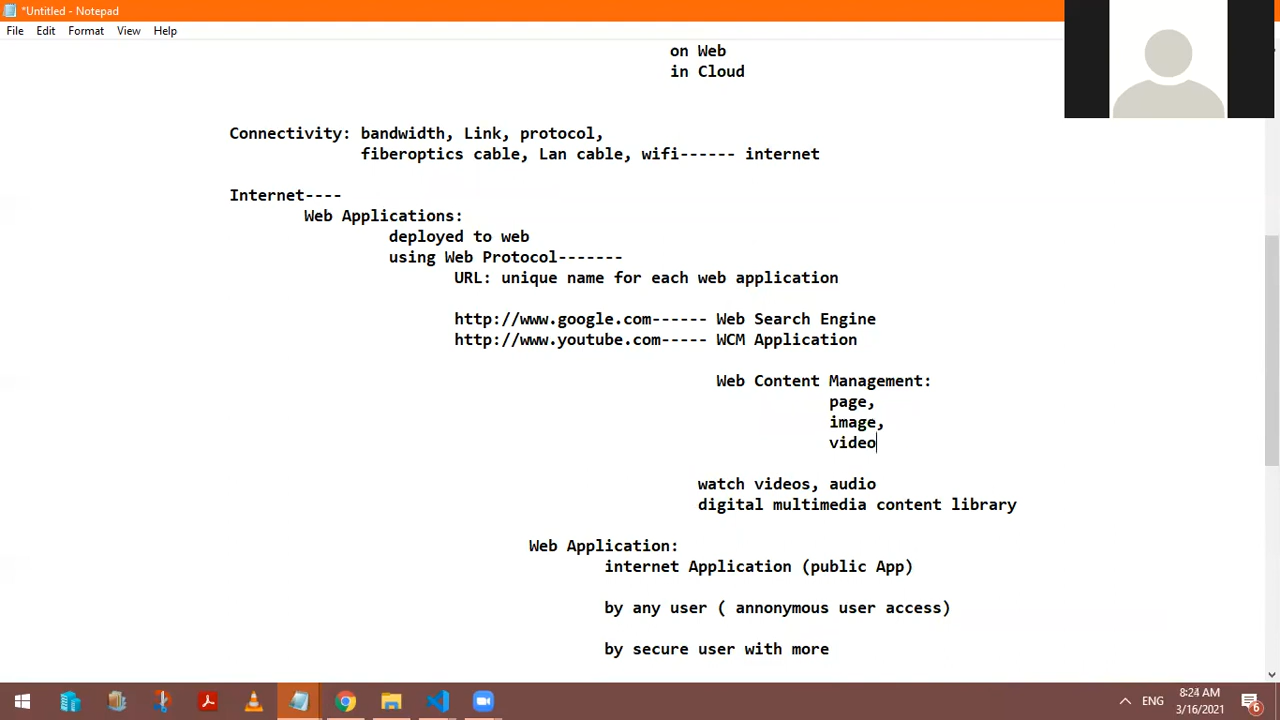 *Untitled - Notepad
File Edit Format View Help
on Web
in Cloud
Connectivity: bandwidth, Link, protocol,
fiberoptics cable, Lan cable, wifi------ internet
Internet----
Web Applications:
deployed to web
using Web Protocol-------
URL: unique name for each web application
http://www.google.com------ Web Search Engine
http://www.youtube.com----- WCM Application
Web Content Management:
page,
image,
video
watch videos, audio
digital multimedia content library
Web Application:
internet Application (public App)
by any user ( annonymous user access)
by secure user with more
ENG
8:24 AM
3/16/2021
6